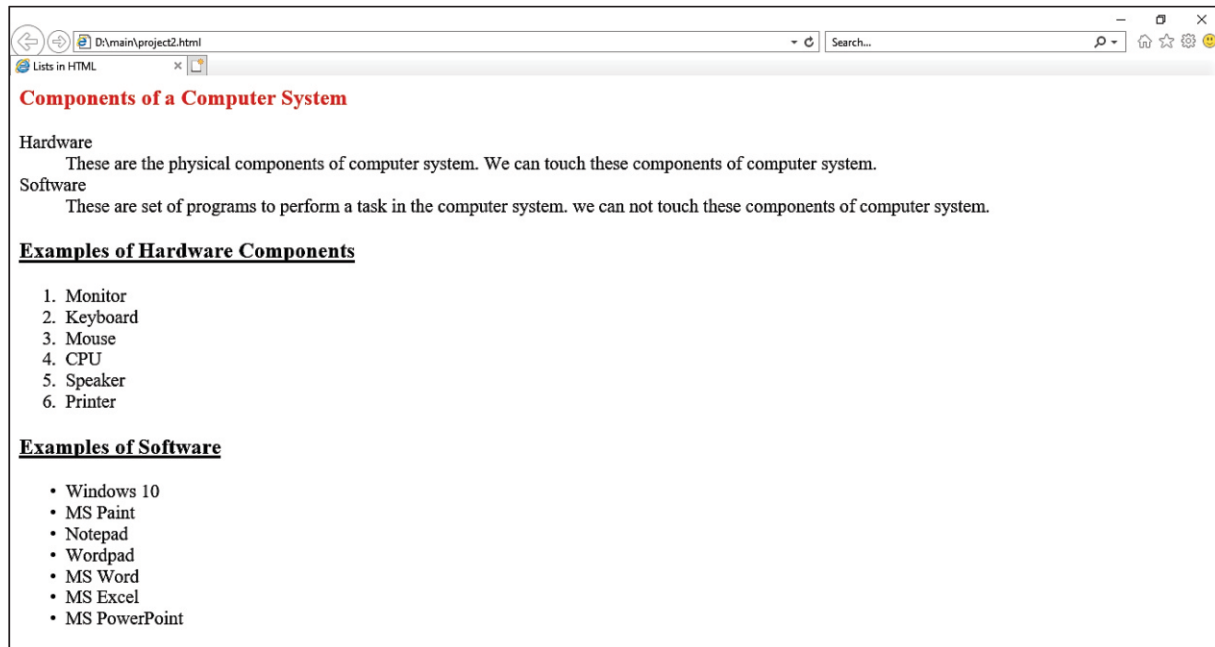 D:\main\project2.html
Search...
Lists in HTML
Components of a Computer System
Hardware
These are the physical components of computer system. We can touch these components of computer system.
Software
These are set of programs to perform a task in the computer system. we can not touch these components of computer system.
Examples of Hardware Components
1. Monitor
2. Keyboard
3. Mouse
4. CPU
5. Speaker
6. Printer
Examples of Software
• Windows 10
• MS Paint
• Notepad
• Wordpad
• MS Word
• MS Excel
• MS PowerPoint